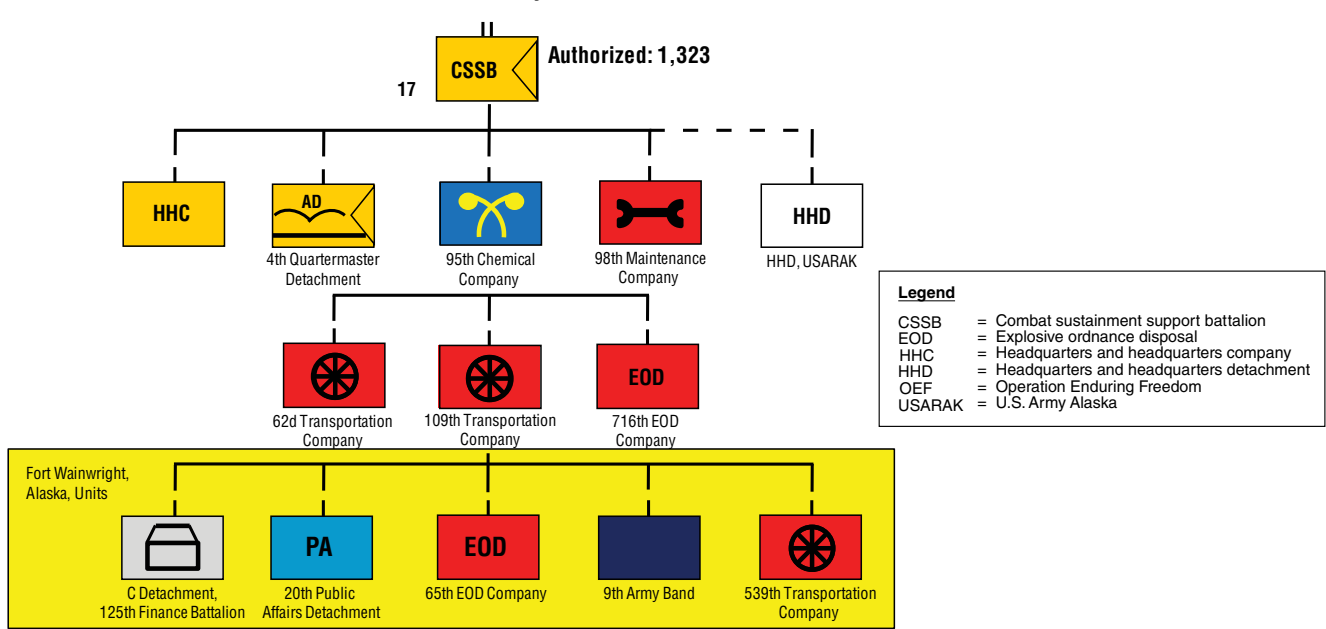 CSSB
Authorized: 1,323
17
HHC
AD
HHD
4th Quartermaster
Detachment
95th Chemical
Company
98th Maintenance
Company
HHD, USARAK
Legend
CSSB = Combat sustainment support battalion
EOD = Explosive ordnance disposal
HHC = Headquarters and headquarters company
HHD = Headquarters and headquarters detachment
OEF = Operation Enduring Freedom
USARAK = U.S. Army Alaska
EOD
62d Transportation
Company
109th Transportation
Company
716th EOD
Company
Fort Wainwright,
Alaska, Units
PA
EOD
C Detachment,
125th Finance Battalion
20th Public
Affairs Detachment
65th EOD Company
9th Army Band
539th Transportation
Company